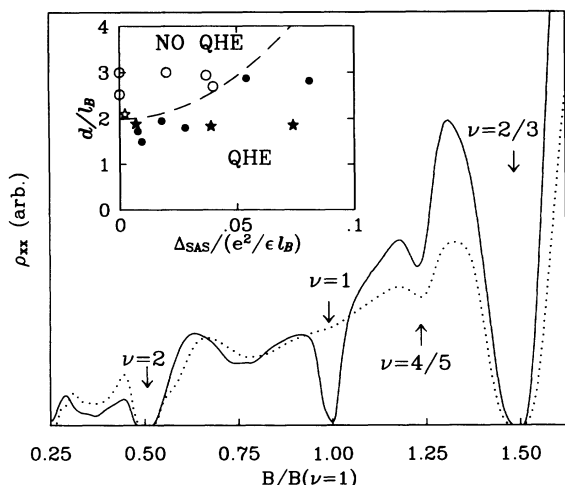 NO QHE
QHE
4
3
2
1
0
d/l_B
0
.05
.1
Δ_SAS/(e²/ϵl_B)
ν=2/3
ν=1
ν=2
ν=4/5
ρ_xx (arb.)
0.25
0.50
0.75
1.00
1.25
1.50
B/B(ν=1)